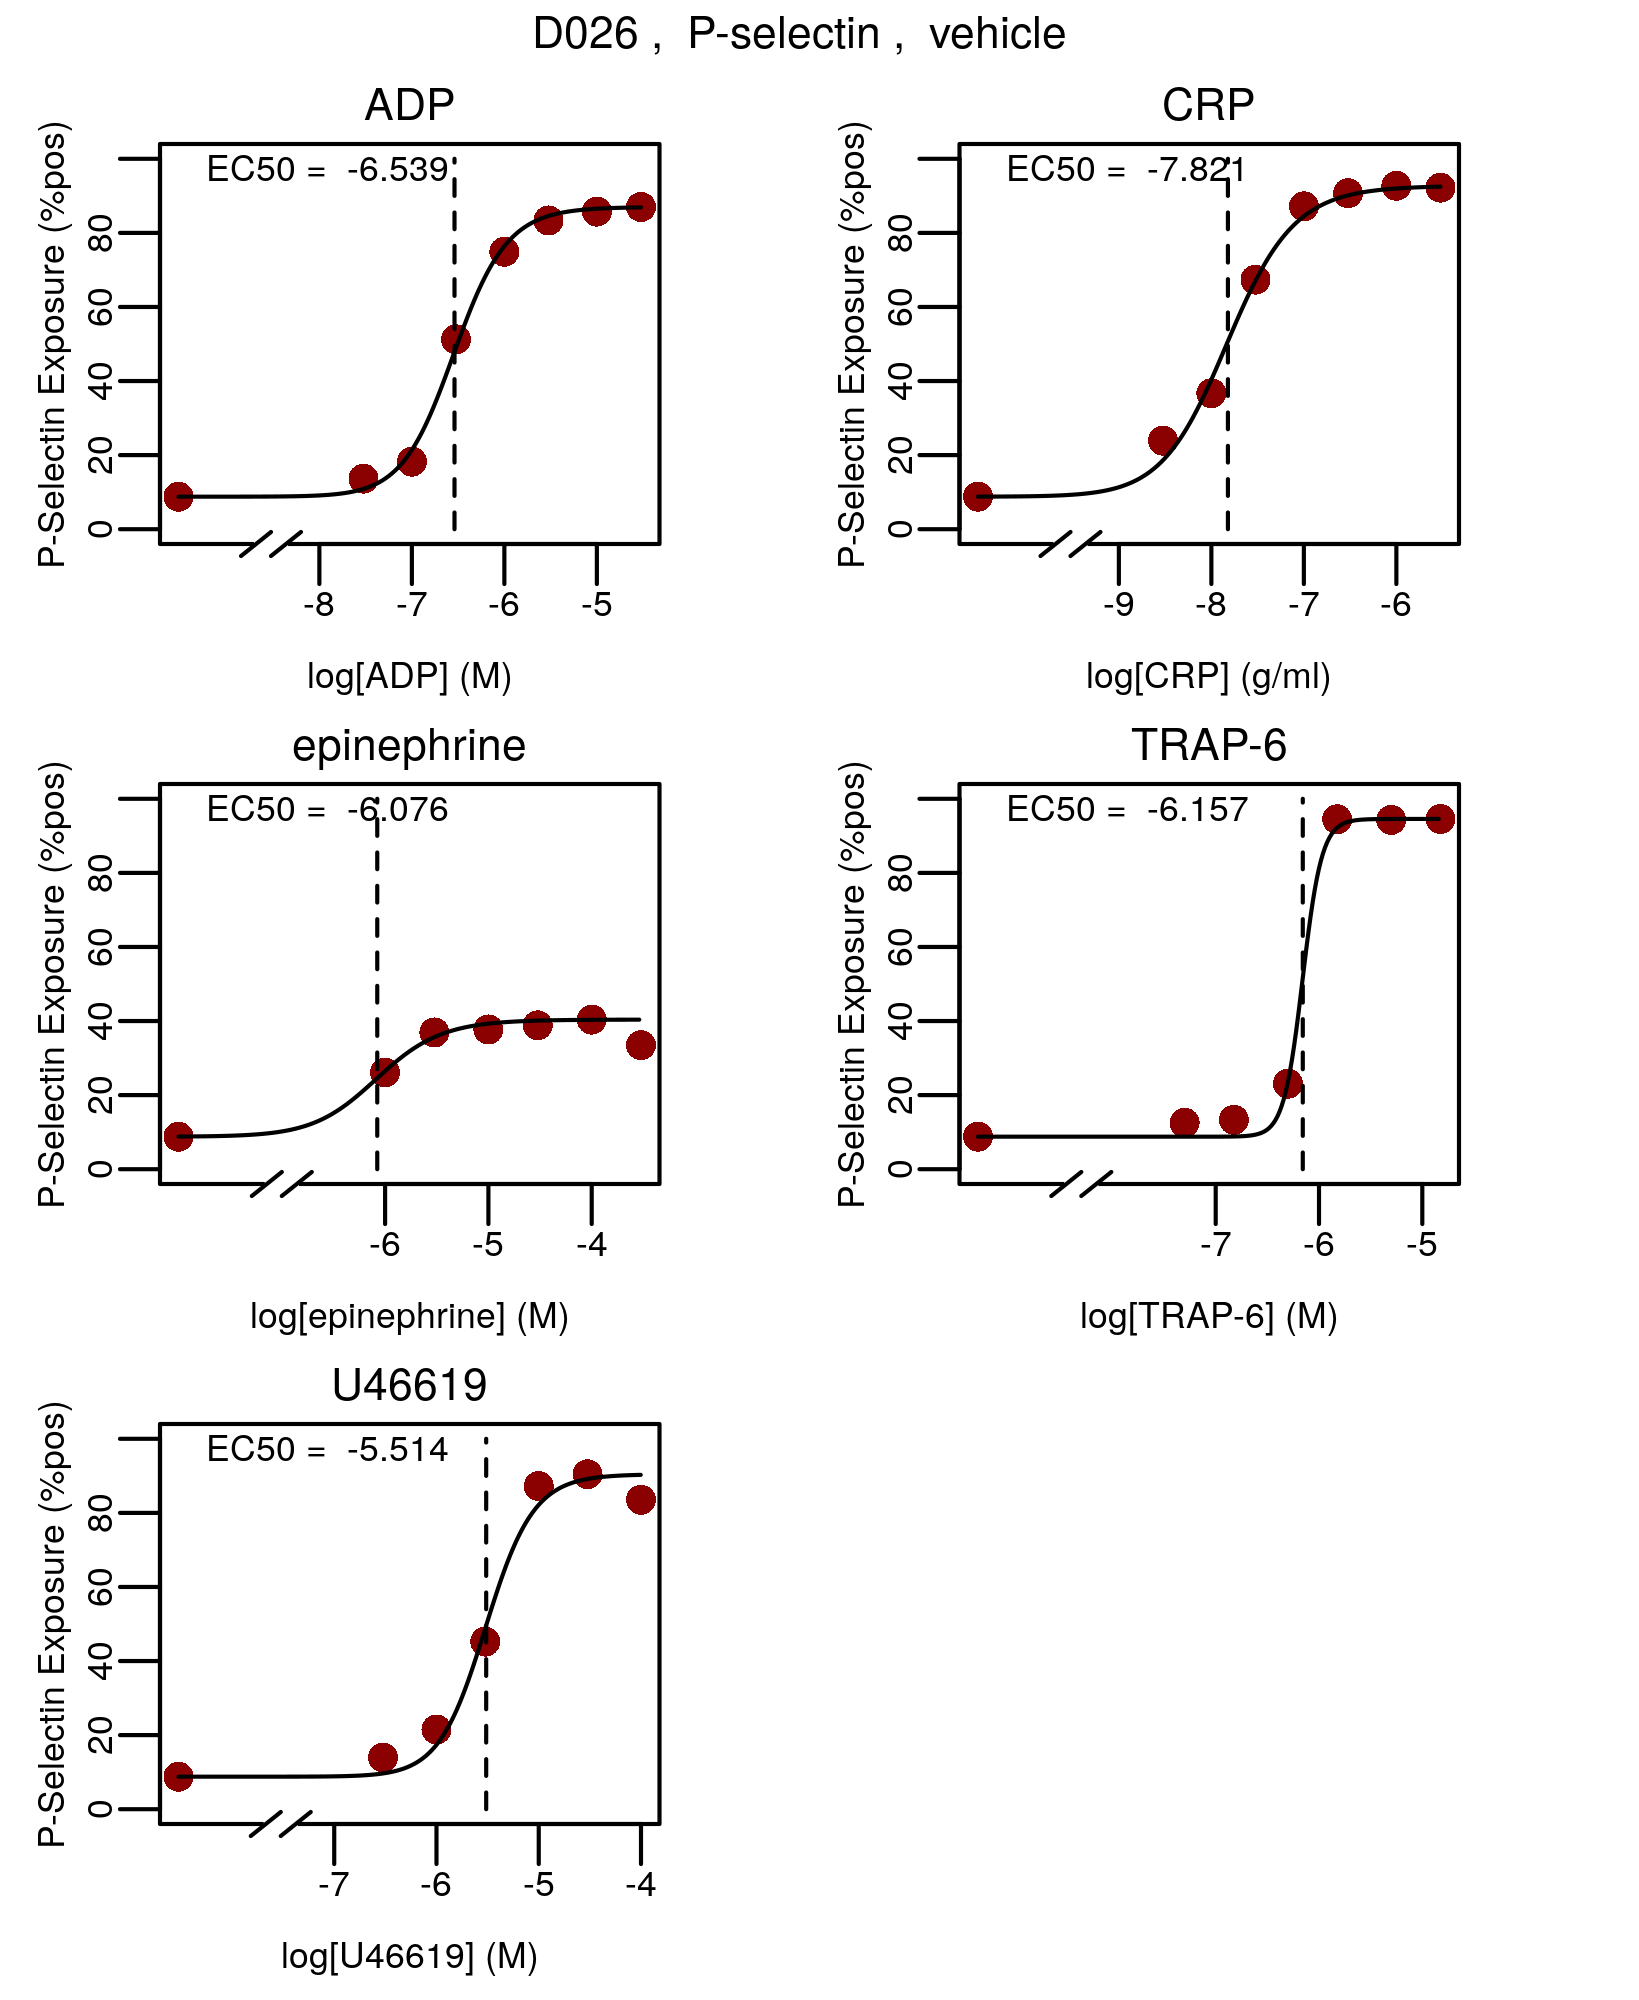 D026 , P-selectin , vehicle
ADP
EC50 = -6.539
P-Selectin Exposure (%pos)
0 20 40 60 80
-8 -7 -6 -5
log[ADP] (M)
CRP
EC50 = -7.821
P-Selectin Exposure (%pos)
0 20 40 60 80
-9 -8 -7 -6
log[CRP] (g/ml)
epinephrine
EC50 = -6.076
P-Selectin Exposure (%pos)
0 20 40 60 80
-6 -5 -4
log[epinephrine] (M)
TRAP-6
EC50 = -6.157
P-Selectin Exposure (%pos)
0 20 40 60 80
-7 -6 -5
log[TRAP-6] (M)
U46619
EC50 = -5.514
P-Selectin Exposure (%pos)
0 20 40 60 80
-7 -6 -5 -4
log[U46619] (M)